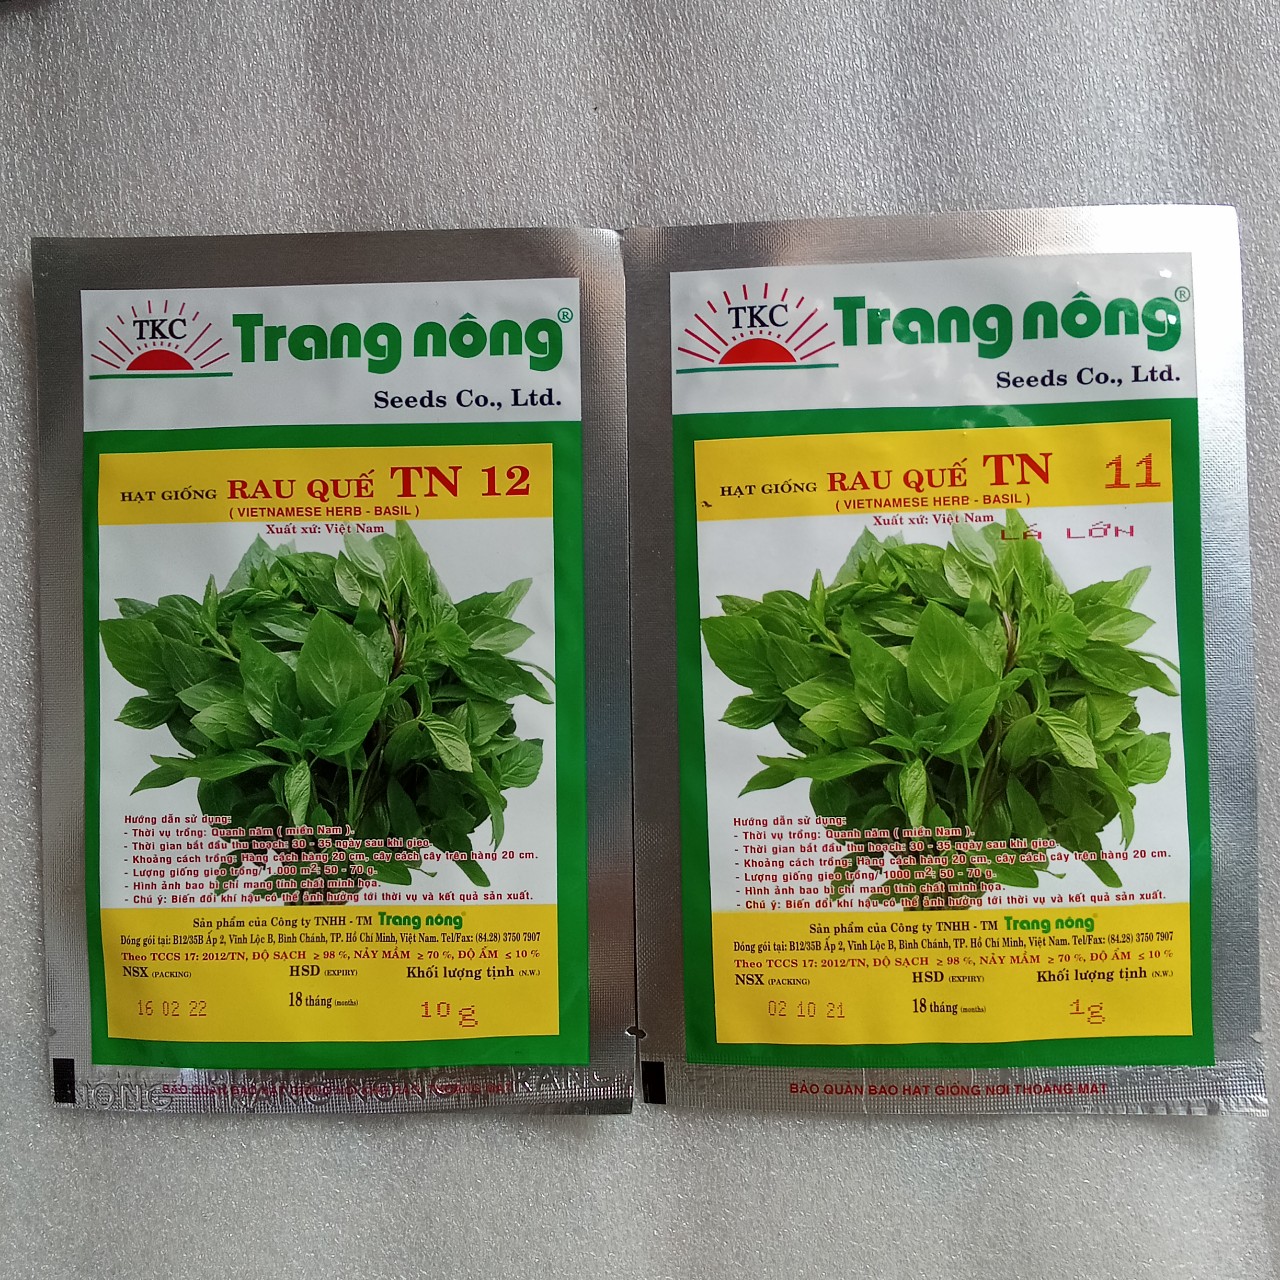 TKC
Trang nông®
Seeds Co., Ltd.
HẠT GIỐNG RAU QUẾ TN 12
( VIETNAMESE HERB - BASIL )
Xuất xứ: Việt Nam
Hướng dẫn sử dụng:
- Thời vụ trồng: Quanh năm ( miền Nam ).
- Thời gian bắt đầu thu hoạch: 30 - 35 ngày sau khi gieo.
- Khoảng cách trồng: Hàng cách hàng 20 cm, cây cách cây trên hàng 20 cm.
- Lượng giống gieo trồng/ 1.000 m²: 50 - 70 g.
- Hình ảnh bao bì chỉ mang tính chất minh họa.
- Chú ý: Biến đổi khí hậu có thể ảnh hưởng tới thời vụ và kết quả sản xuất.
Sản phẩm của Công ty TNHH - TM Trang nông®
Đóng gói tại: B12/35B Ấp 2, Vĩnh Lộc B, Bình Chánh, TP. Hồ Chí Minh, Việt Nam. Tel/Fax: (84.28) 3750 7907
Theo TCCS 17: 2012/TN, ĐỘ SẠCH ≥ 98 %, NẢY MẦM ≥ 70 %, ĐỘ ẨM ≤ 10 %
NSX (PACKING) HSD (EXPIRY) Khối lượng tịnh (N.W.)
16 02 22 18 tháng (months) 10 g
TKC
Trang nông®
Seeds Co., Ltd.
HẠT GIỐNG RAU QUẾ TN 11
( VIETNAMESE HERB - BASIL )
Xuất xứ: Việt Nam
LÁ LỚN
Hướng dẫn sử dụng:
- Thời vụ trồng: Quanh năm ( miền Nam ).
- Thời gian bắt đầu thu hoạch: 30 - 35 ngày sau khi gieo.
- Khoảng cách trồng: Hàng cách hàng 20 cm, cây cách cây trên hàng 20 cm.
- Lượng giống gieo trồng/ 1000 m²: 50 - 70 g.
- Hình ảnh bao bì chỉ mang tính chất minh họa.
- Chú ý: Biến đổi khí hậu có thể ảnh hưởng tới thời vụ và kết quả sản xuất.
Sản phẩm của Công ty TNHH - TM Trang nông®
Đóng gói tại: B12/35B Ấp 2, Vĩnh Lộc B, Bình Chánh, TP. Hồ Chí Minh, Việt Nam. Tel/Fax: (84.28) 3750 7907
Theo TCCS 17: 2012/TN, ĐỘ SẠCH ≥ 98 %, NẢY MẦM ≥ 70 %, ĐỘ ẨM ≤ 10 %
NSX (PACKING) HSD (EXPIRY) Khối lượng tịnh (N.W.)
02 10 21 18 tháng (months) 1g
BẢO QUẢN BAO HẠT GIỐNG NƠI THOÁNG MÁT